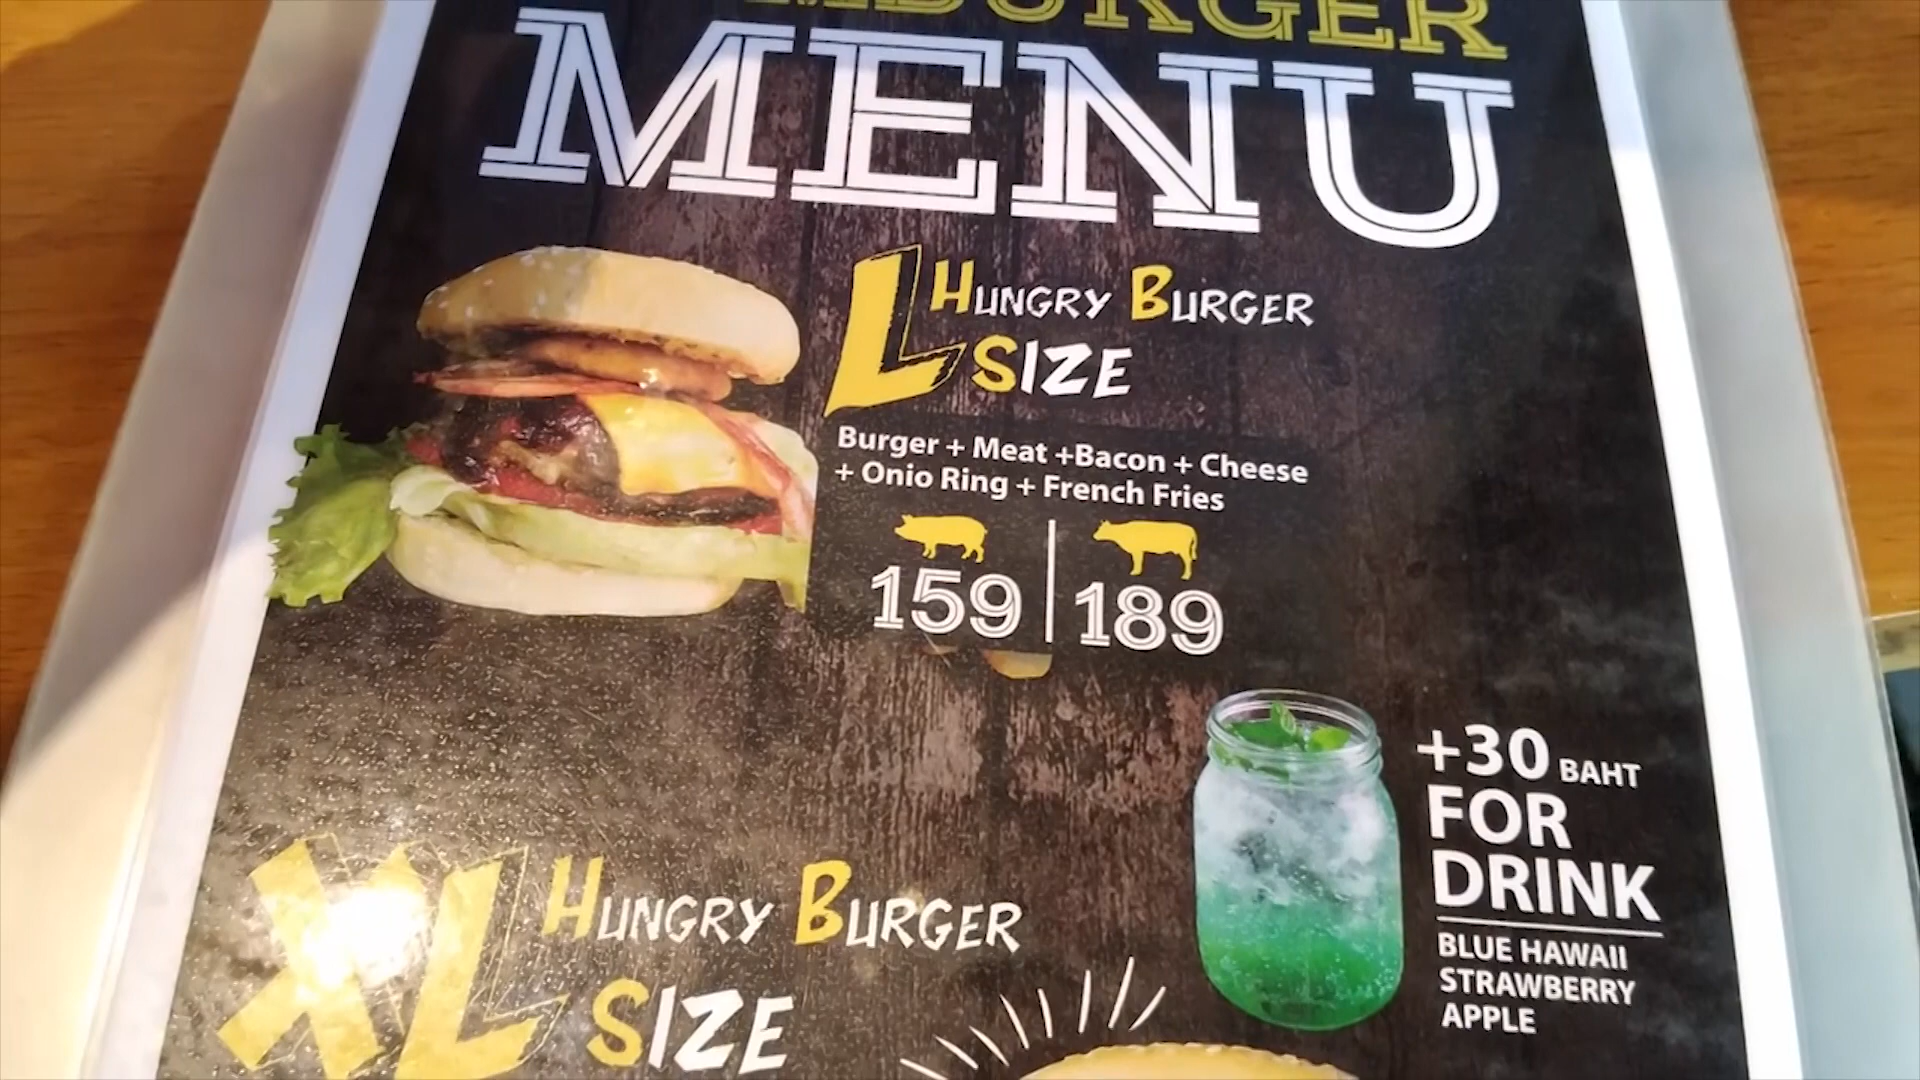 MENU
L HUNGRY BURGER
SIZE
Burger + Meat +Bacon + Cheese
+ Onio Ring + French Fries
159 | 189
+30 BAHT
FOR
DRINK
BLUE HAWAII
STRAWBERRY
APPLE
XL HUNGRY BURGER
SIZE